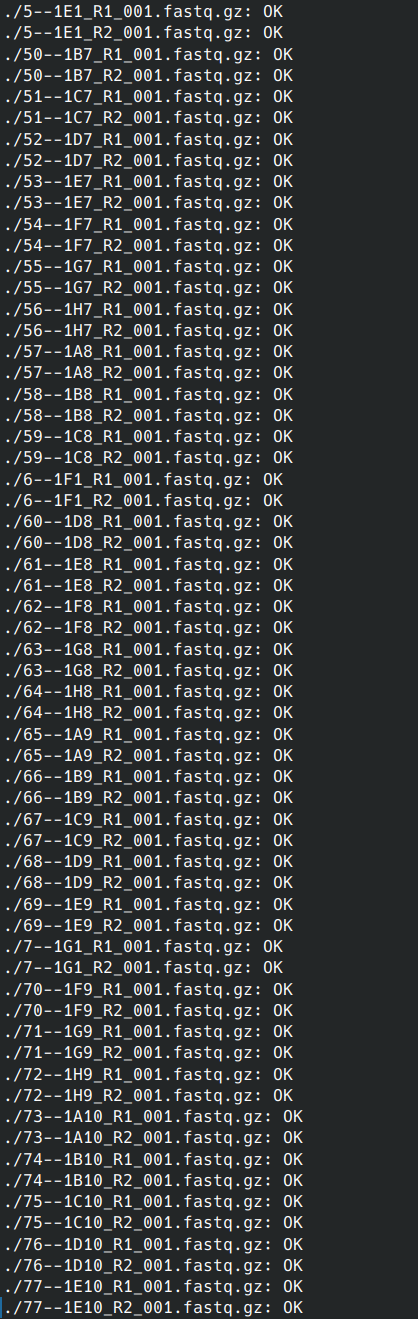 ./5--1E1_R1_001.fastq.gz: OK
./5--1E1_R2_001.fastq.gz: OK
./50--1B7_R1_001.fastq.gz: OK
./50--1B7_R2_001.fastq.gz: OK
./51--1C7_R1_001.fastq.gz: OK
./51--1C7_R2_001.fastq.gz: OK
./52--1D7_R1_001.fastq.gz: OK
./52--1D7_R2_001.fastq.gz: OK
./53--1E7_R1_001.fastq.gz: OK
./53--1E7_R2_001.fastq.gz: OK
./54--1F7_R1_001.fastq.gz: OK
./54--1F7_R2_001.fastq.gz: OK
./55--1G7_R1_001.fastq.gz: OK
./55--1G7_R2_001.fastq.gz: OK
./56--1H7_R1_001.fastq.gz: OK
./56--1H7_R2_001.fastq.gz: OK
./57--1A8_R1_001.fastq.gz: OK
./57--1A8_R2_001.fastq.gz: OK
./58--1B8_R1_001.fastq.gz: OK
./58--1B8_R2_001.fastq.gz: OK
./59--1C8_R1_001.fastq.gz: OK
./59--1C8_R2_001.fastq.gz: OK
./6--1F1_R1_001.fastq.gz: OK
./6--1F1_R2_001.fastq.gz: OK
./60--1D8_R1_001.fastq.gz: OK
./60--1D8_R2_001.fastq.gz: OK
./61--1E8_R1_001.fastq.gz: OK
./61--1E8_R2_001.fastq.gz: OK
./62--1F8_R1_001.fastq.gz: OK
./62--1F8_R2_001.fastq.gz: OK
./63--1G8_R1_001.fastq.gz: OK
./63--1G8_R2_001.fastq.gz: OK
./64--1H8_R1_001.fastq.gz: OK
./64--1H8_R2_001.fastq.gz: OK
./65--1A9_R1_001.fastq.gz: OK
./65--1A9_R2_001.fastq.gz: OK
./66--1B9_R1_001.fastq.gz: OK
./66--1B9_R2_001.fastq.gz: OK
./67--1C9_R1_001.fastq.gz: OK
./67--1C9_R2_001.fastq.gz: OK
./68--1D9_R1_001.fastq.gz: OK
./68--1D9_R2_001.fastq.gz: OK
./69--1E9_R1_001.fastq.gz: OK
./69--1E9_R2_001.fastq.gz: OK
./7--1G1_R1_001.fastq.gz: OK
./7--1G1_R2_001.fastq.gz: OK
./70--1F9_R1_001.fastq.gz: OK
./70--1F9_R2_001.fastq.gz: OK
./71--1G9_R1_001.fastq.gz: OK
./71--1G9_R2_001.fastq.gz: OK
./72--1H9_R1_001.fastq.gz: OK
./72--1H9_R2_001.fastq.gz: OK
./73--1A10_R1_001.fastq.gz: OK
./73--1A10_R2_001.fastq.gz: OK
./74--1B10_R1_001.fastq.gz: OK
./74--1B10_R2_001.fastq.gz: OK
./75--1C10_R1_001.fastq.gz: OK
./75--1C10_R2_001.fastq.gz: OK
./76--1D10_R1_001.fastq.gz: OK
./76--1D10_R2_001.fastq.gz: OK
./77--1E10_R1_001.fastq.gz: OK
./77--1E10_R2_001.fastq.gz: OK